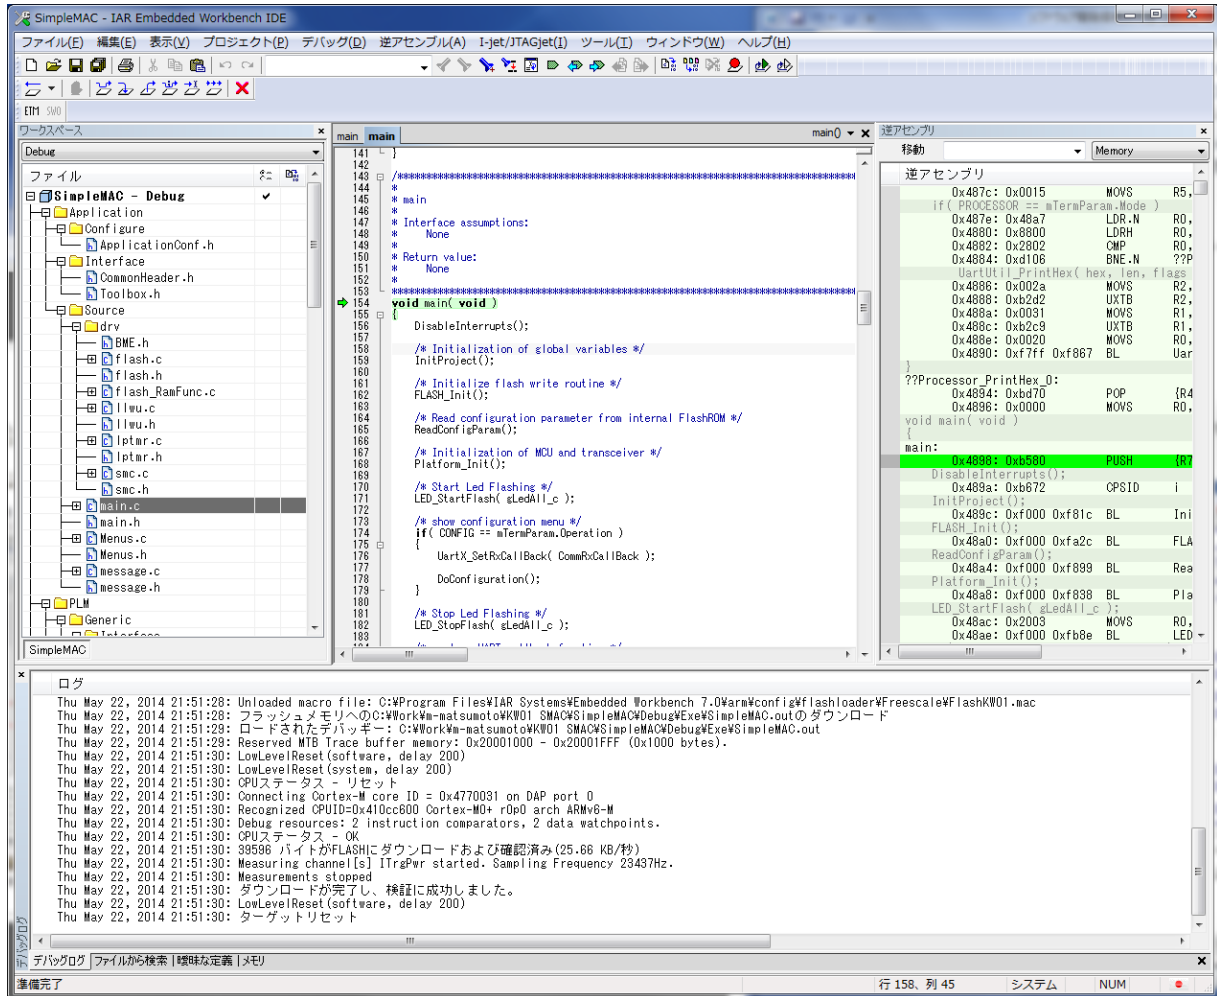 SimpleMAC - IAR Embedded Workbench IDE
ファイル(F) 編集(E) 表示(V) プロジェクト(P) デバッグ(D) 逆アセンブル(A) I-jet/JTAGjet(I) ツール(T) ウィンドウ(W) ヘルプ(H)
ETM SWO
ワークスペース
Debug
ファイル
SimpleMAC - Debug
Application
Configure
ApplicationConf.h
Interface
CommonHeader.h
Toolbox.h
Source
drv
BME.h
flash.c
flash.h
flash_RamFunc.c
llwu.c
llwu.h
lptmr.c
lptmr.h
smc.c
smc.h
main.c
main.h
Menus.c
Menus.h
message.c
message.h
PLM
Generic
Interface
SimpleMAC
main main main()
141 }
142
143 /*******************************************************
144 *
145 * main
146 *
147 * Interface assumptions:
148 * None
149 *
150 * Return value:
151 * None
152 *
153 *******************************************************
154 void main( void )
155 {
156 DisableInterrupts();
157
158 /* Initialization of global variables */
159 InitProject();
160
161 /* Initialize flash write routine */
162 FLASH_Init();
163
164 /* Read configuration parameter from internal FlashROM */
165 ReadConfigParam();
166
167 /* Initialization of MCU and transceiver */
168 Platform_Init();
169
170 /* Start Led Flashing */
171 LED_StartFlash( gLedAll_c );
172
173 /* show configuration menu */
174 if( CONFIG == mTermParam.Operation )
175 {
176 UartX_SetRxCallBack( CommRxCallBack );
177
178 DoConfiguration();
179 }
180
181 /* Stop Led Flashing */
182 LED_StopFlash( gLedAll_c );
183
逆アセンブリ
移動 Memory
逆アセンブリ
0x487c: 0x0015 MOVS R5,
if( PROCESSOR == mTermParam.Mode )
0x487e: 0x48a7 LDR.N R0,
0x4880: 0x8800 LDRH R0,
0x4882: 0x2802 CMP R0,
0x4884: 0xd106 BNE.N ??P
UartUtil_PrintHex( hex, len, flags
0x4886: 0x002a MOVS R2,
0x4888: 0xb2d2 UXTB R2,
0x488a: 0x0031 MOVS R1,
0x488c: 0xb2c9 UXTB R1,
0x488e: 0x0020 MOVS R0,
0x4890: 0xf7ff 0xf867 BL Uar
}
??Processor_PrintHex_0:
0x4894: 0xbd70 POP {R4
0x4896: 0x0000 MOVS R0,
void main( void )
{
main:
0x4898: 0xb580 PUSH {R7
DisableInterrupts();
0x489a: 0xb672 CPSID i
InitProject();
0x489c: 0xf000 0xf81c BL Ini
FLASH_Init();
0x48a0: 0xf000 0xfa2c BL FLA
ReadConfigParam();
0x48a4: 0xf000 0xf899 BL Rea
Platform_Init();
0x48a8: 0xf000 0xf838 BL Pla
LED_StartFlash( gLedAll_c );
0x48ac: 0x2003 MOVS R0,
0x48ae: 0xf000 0xfb8e BL LED
ログ
Thu May 22, 2014 21:51:28: Unloaded macro file: C:¥Program Files¥IAR Systems¥Embedded Workbench 7.0¥arm¥config¥flashloader¥Freescale¥FlashKW01.mac
Thu May 22, 2014 21:51:28: フラッシュメモリへのC:¥Work¥m-matsumoto¥KW01 SMAC¥SimpleMAC¥Debug¥Exe¥SimpleMAC.outのダウンロード
Thu May 22, 2014 21:51:29: ロードされたデバッギー: C:¥Work¥m-matsumoto¥KW01 SMAC¥SimpleMAC¥Debug¥Exe¥SimpleMAC.out
Thu May 22, 2014 21:51:29: Reserved MTB Trace buffer memory: 0x20001000 - 0x20001FFF (0x1000 bytes).
Thu May 22, 2014 21:51:30: LowLevelReset(software, delay 200)
Thu May 22, 2014 21:51:30: LowLevelReset(system, delay 200)
Thu May 22, 2014 21:51:30: CPUステータス - リセット
Thu May 22, 2014 21:51:30: Connecting Cortex-M core ID = 0x4770031 on DAP port 0
Thu May 22, 2014 21:51:30: Recognized CPUID=0x410cc600 Cortex-M0+ r0p0 arch ARMv6-M
Thu May 22, 2014 21:51:30: Debug resources: 2 instruction comparators, 2 data watchpoints.
Thu May 22, 2014 21:51:30: CPUステータス - OK
Thu May 22, 2014 21:51:30: 39596 バイトがFLASHにダウンロードおよび確認済み(25.66 KB/秒)
Thu May 22, 2014 21:51:30: Measuring channel[s] ITrgPwr started. Sampling Frequency 23437Hz.
Thu May 22, 2014 21:51:30: Measurements stopped
Thu May 22, 2014 21:51:30: ダウンロードが完了し、検証に成功しました。
Thu May 22, 2014 21:51:30: LowLevelReset(software, delay 200)
Thu May 22, 2014 21:51:30: ターゲットリセット
デバッグログ
デバッグログ ファイルから検索 曖昧な定義 メモリ
準備完了 行 158、列 45 システム NUM